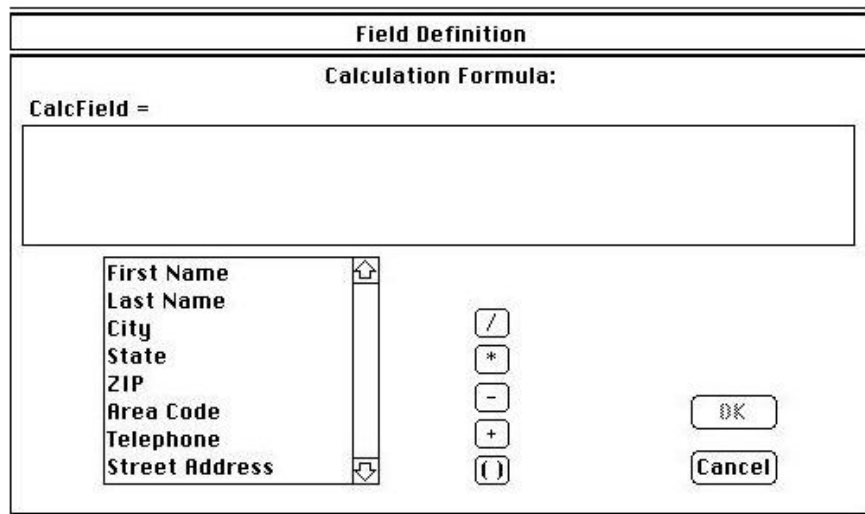 Field Definition
Calculation Formula:
CalcField =
First Name
Last Name
City
State
ZIP
Area Code
Telephone
Street Address
/
*
-
+
()
OK
Cancel